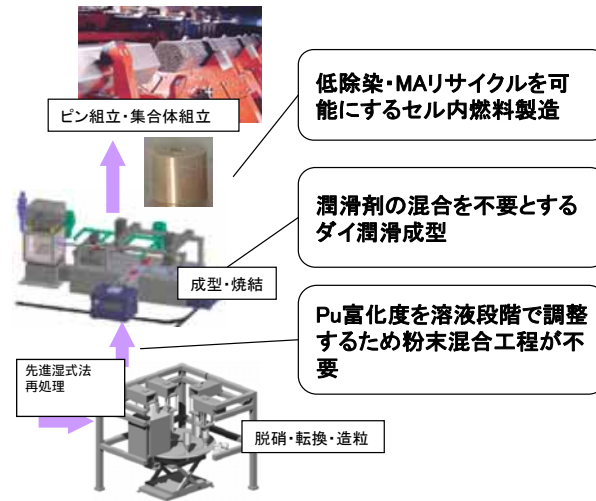 ピン組立・集合体組立
低除染・MAリサイクルを可
能にするセル内燃料製造
潤滑剤の混合を不要とする
ダイ潤滑成型
成型・焼結
Pu富化度を溶液段階で調整
するため粉末混合工程が不
要
先進湿式法
再処理
脱硝・転換・造粒